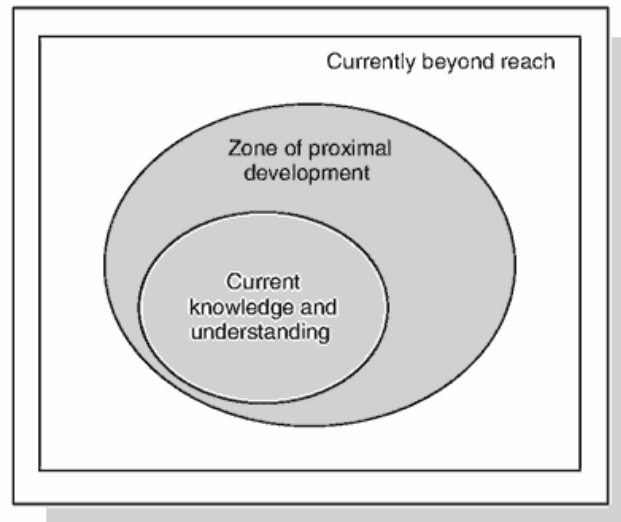 Currently beyond reach
Zone of proximal
development
Current
knowledge and
understanding